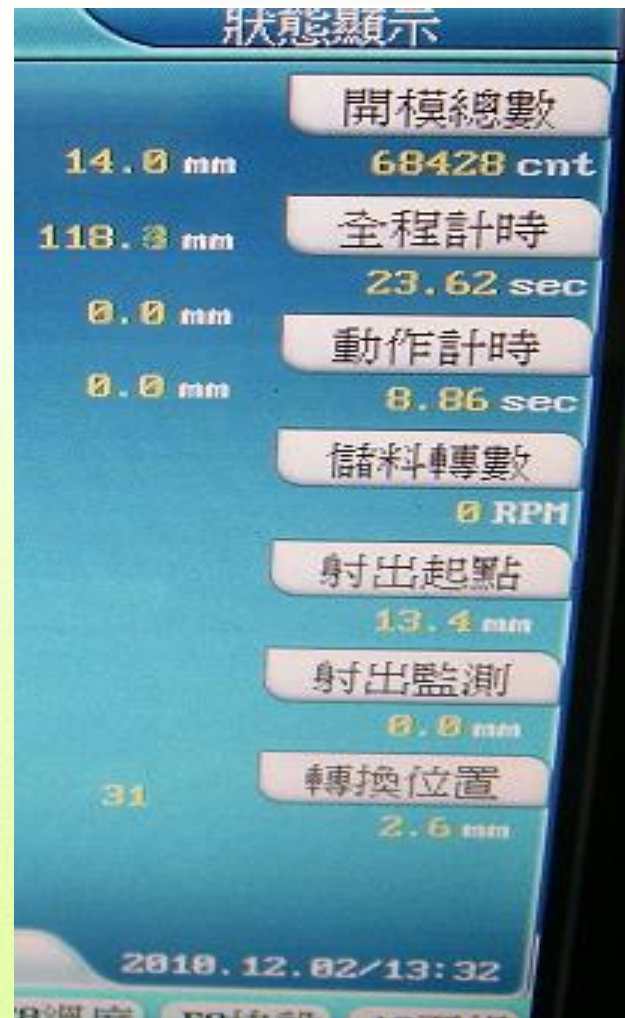 狀態顯示
開模總數
14.0 mm 68428 cnt
全程計時
118. mm
23.62 sec
0.0 mm
動作計時
0.0 mm 8.86 sec
儲料轉數
0 RPM
射出起點
13.4 mm
射出監測
0.0 mm
轉換位置
31
2.6 mm
2010.12.02/13:32